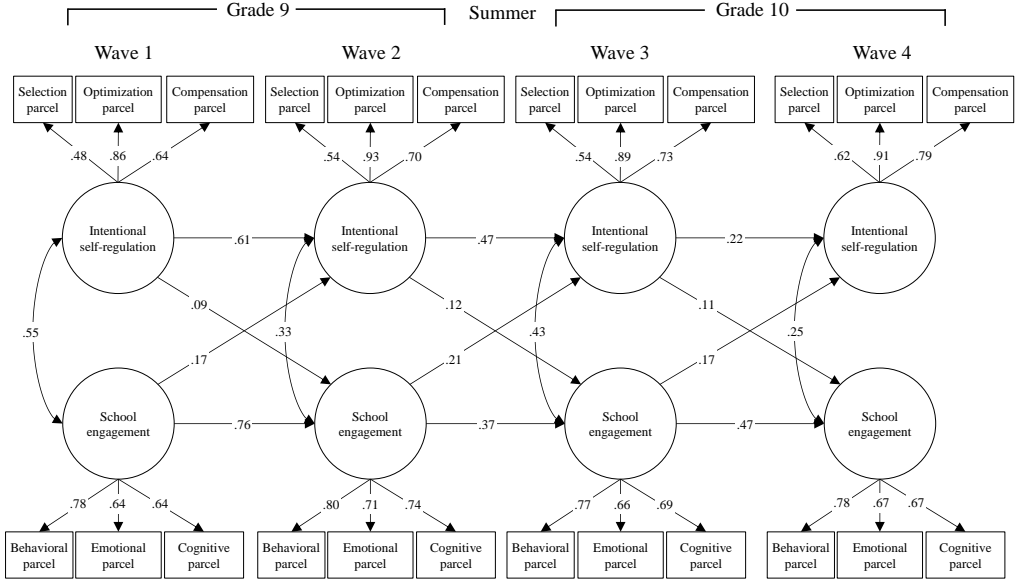 Grade 9
Summer
Grade 10
Wave 1
Wave 2
Wave 3
Wave 4
Selection
parcel
Optimization
parcel
Compensation
parcel
Selection
parcel
Optimization
parcel
Compensation
parcel
Selection
parcel
Optimization
parcel
Compensation
parcel
Selection
parcel
Optimization
parcel
Compensation
parcel
.48
.86
.64
.54
.93
.70
.54
.89
.73
.62
.91
.79
Intentional
self-regulation
.61
Intentional
self-regulation
.47
Intentional
self-regulation
.22
Intentional
self-regulation
.09
.12
.11
.55
.33
.43
.25
.17
.21
.17
School
engagement
.76
School
engagement
.37
School
engagement
.47
School
engagement
.78
.64
.64
.80
.71
.74
.77
.66
.69
.78
.67
.67
Behavioral
parcel
Emotional
parcel
Cognitive
parcel
Behavioral
parcel
Emotional
parcel
Cognitive
parcel
Behavioral
parcel
Emotional
parcel
Cognitive
parcel
Behavioral
parcel
Emotional
parcel
Cognitive
parcel